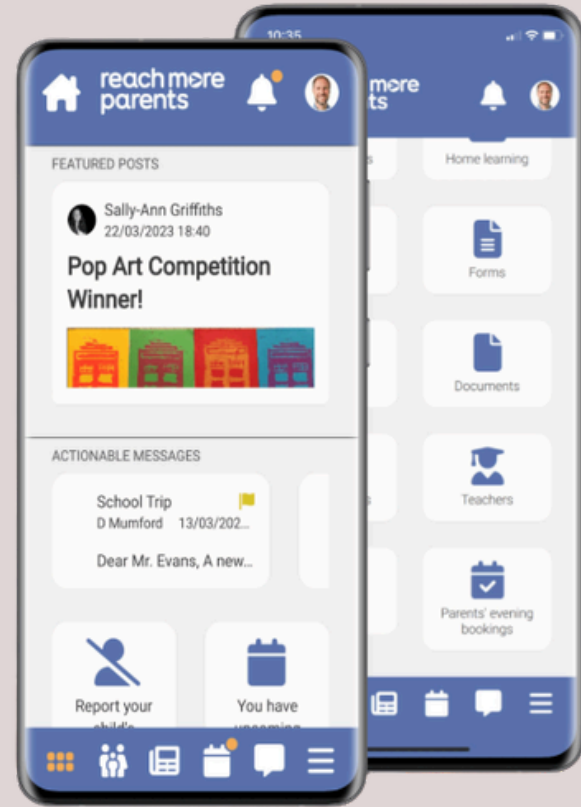 reach more
parents
FEATURED POSTS
Sally-Ann Griffiths
22/03/2023 18:40
Pop Art Competition
Winner!
ACTIONABLE MESSAGES
School Trip
D Mumford 13/03/202...
Dear Mr. Evans, A new...
Report your
child's
You have
upcoming
10:35
more
ts
s
Home learning
Forms
Documents
Teachers
s
Parents' evening
bookings